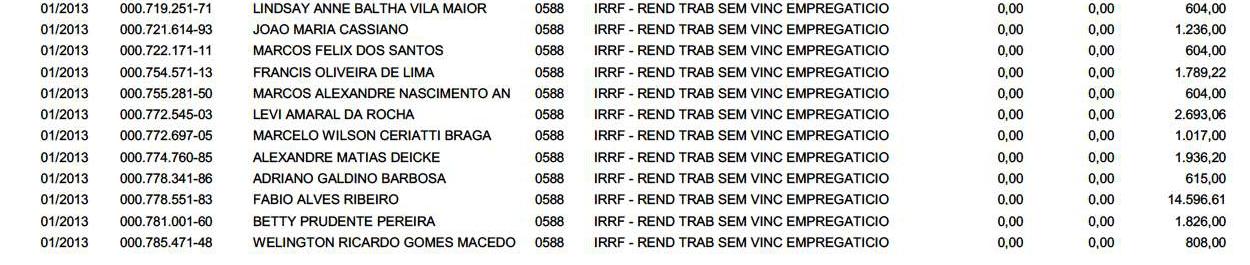 01/2013 000.719.251-71 LINDSAY ANNE BALTHA VILA MAIOR 0588 IRRF - REND TRAB SEM VINC EMPREGATICIO 0,00 0,00 604,00
01/2013 000.721.614-93 JOAO MARIA CASSIANO 0588 IRRF - REND TRAB SEM VINC EMPREGATICIO 0,00 0,00 1.236,00
01/2013 000.722.171-11 MARCOS FELIX DOS SANTOS 0588 IRRF - REND TRAB SEM VINC EMPREGATICIO 0,00 0,00 604,00
01/2013 000.754.571-13 FRANCIS OLIVEIRA DE LIMA 0588 IRRF - REND TRAB SEM VINC EMPREGATICIO 0,00 0,00 1.789,22
01/2013 000.755.281-50 MARCOS ALEXANDRE NASCIMENTO AN 0588 IRRF - REND TRAB SEM VINC EMPREGATICIO 0,00 0,00 604,00
01/2013 000.772.545-03 LEVI AMARAL DA ROCHA 0588 IRRF - REND TRAB SEM VINC EMPREGATICIO 0,00 0,00 2.693,06
01/2013 000.772.697-05 MARCELO WILSON CERIATTI BRAGA 0588 IRRF - REND TRAB SEM VINC EMPREGATICIO 0,00 0,00 1.017,00
01/2013 000.774.760-85 ALEXANDRE MATIAS DEICKE 0588 IRRF - REND TRAB SEM VINC EMPREGATICIO 0,00 0,00 1.936,20
01/2013 000.778.341-86 ADRIANO GALDINO BARBOSA 0588 IRRF - REND TRAB SEM VINC EMPREGATICIO 0,00 0,00 615,00
01/2013 000.778.551-83 FABIO ALVES RIBEIRO 0588 IRRF - REND TRAB SEM VINC EMPREGATICIO 0,00 0,00 14.596,61
01/2013 000.781.001-60 BETTY PRUDENTE PEREIRA 0588 IRRF - REND TRAB SEM VINC EMPREGATICIO 0,00 0,00 1.826,00
01/2013 000.785.471-48 WELINGTON RICARDO GOMES MACEDO 0588 IRRF - REND TRAB SEM VINC EMPREGATICIO 0,00 0,00 808,00